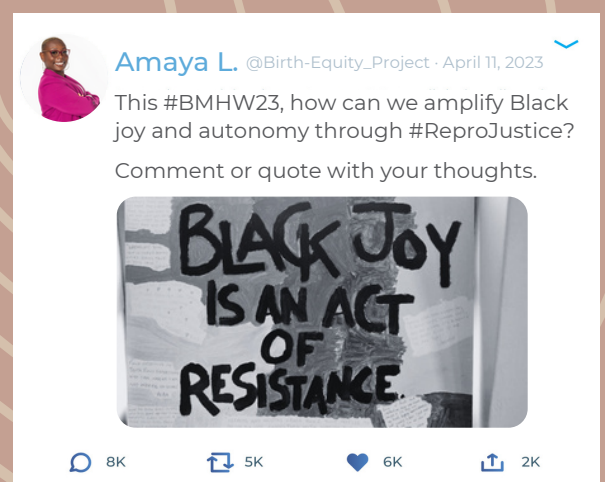 Amaya L. @Birth-Equity_Project · April 11, 2023
This #BMHW23, how can we amplify Black
joy and autonomy through #ReproJustice?
Comment or quote with your thoughts.
BLACK JOY
IS AN ACT
OF
RESISTANCE.
8K 5K 6K 2K